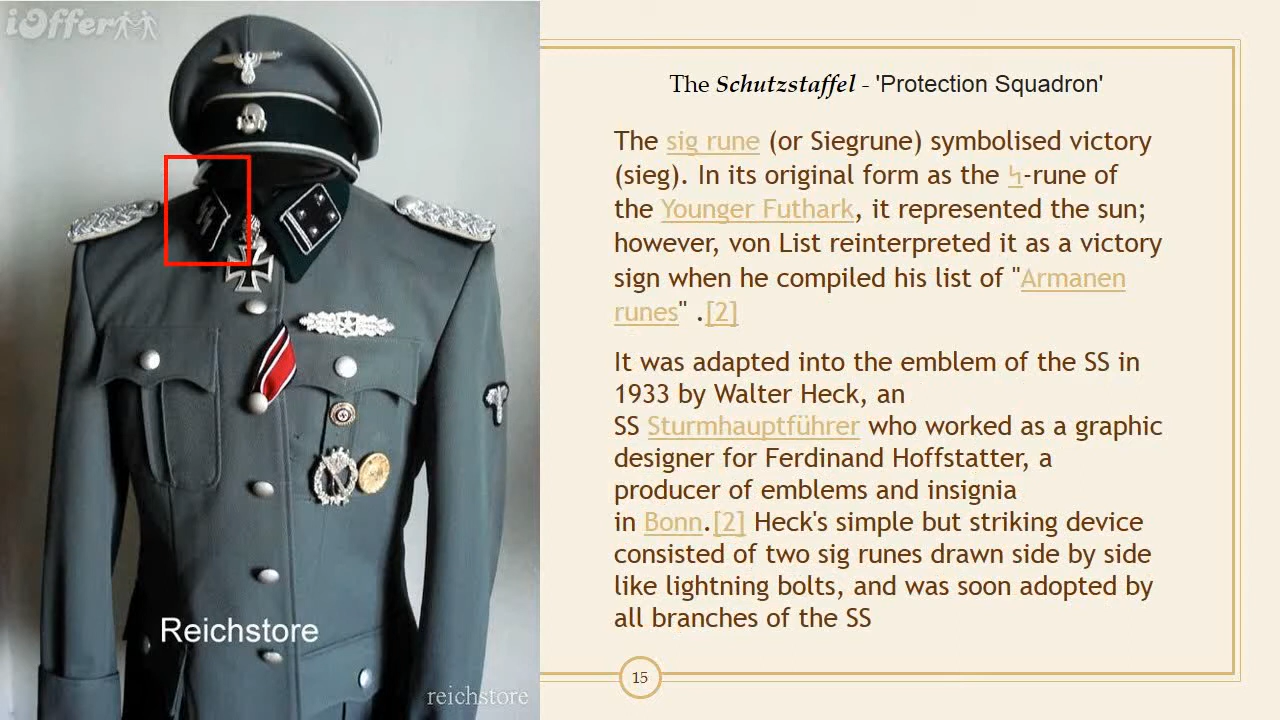 iOffer
The Schutzstaffel - 'Protection Squadron'
The sig rune (or Siegrune) symbolised victory
(sieg). In its original form as the ᛋ-rune of
the Younger Futhark, it represented the sun;
however, von List reinterpreted it as a victory
sign when he compiled his list of "Armanen
runes" .[2]
It was adapted into the emblem of the SS in
1933 by Walter Heck, an
SS Sturmhauptführer who worked as a graphic
designer for Ferdinand Hoffstatter, a
producer of emblems and insignia
in Bonn.[2] Heck's simple but striking device
consisted of two sig runes drawn side by side
like lightning bolts, and was soon adopted by
all branches of the SS
15
Reichstore
reichstore